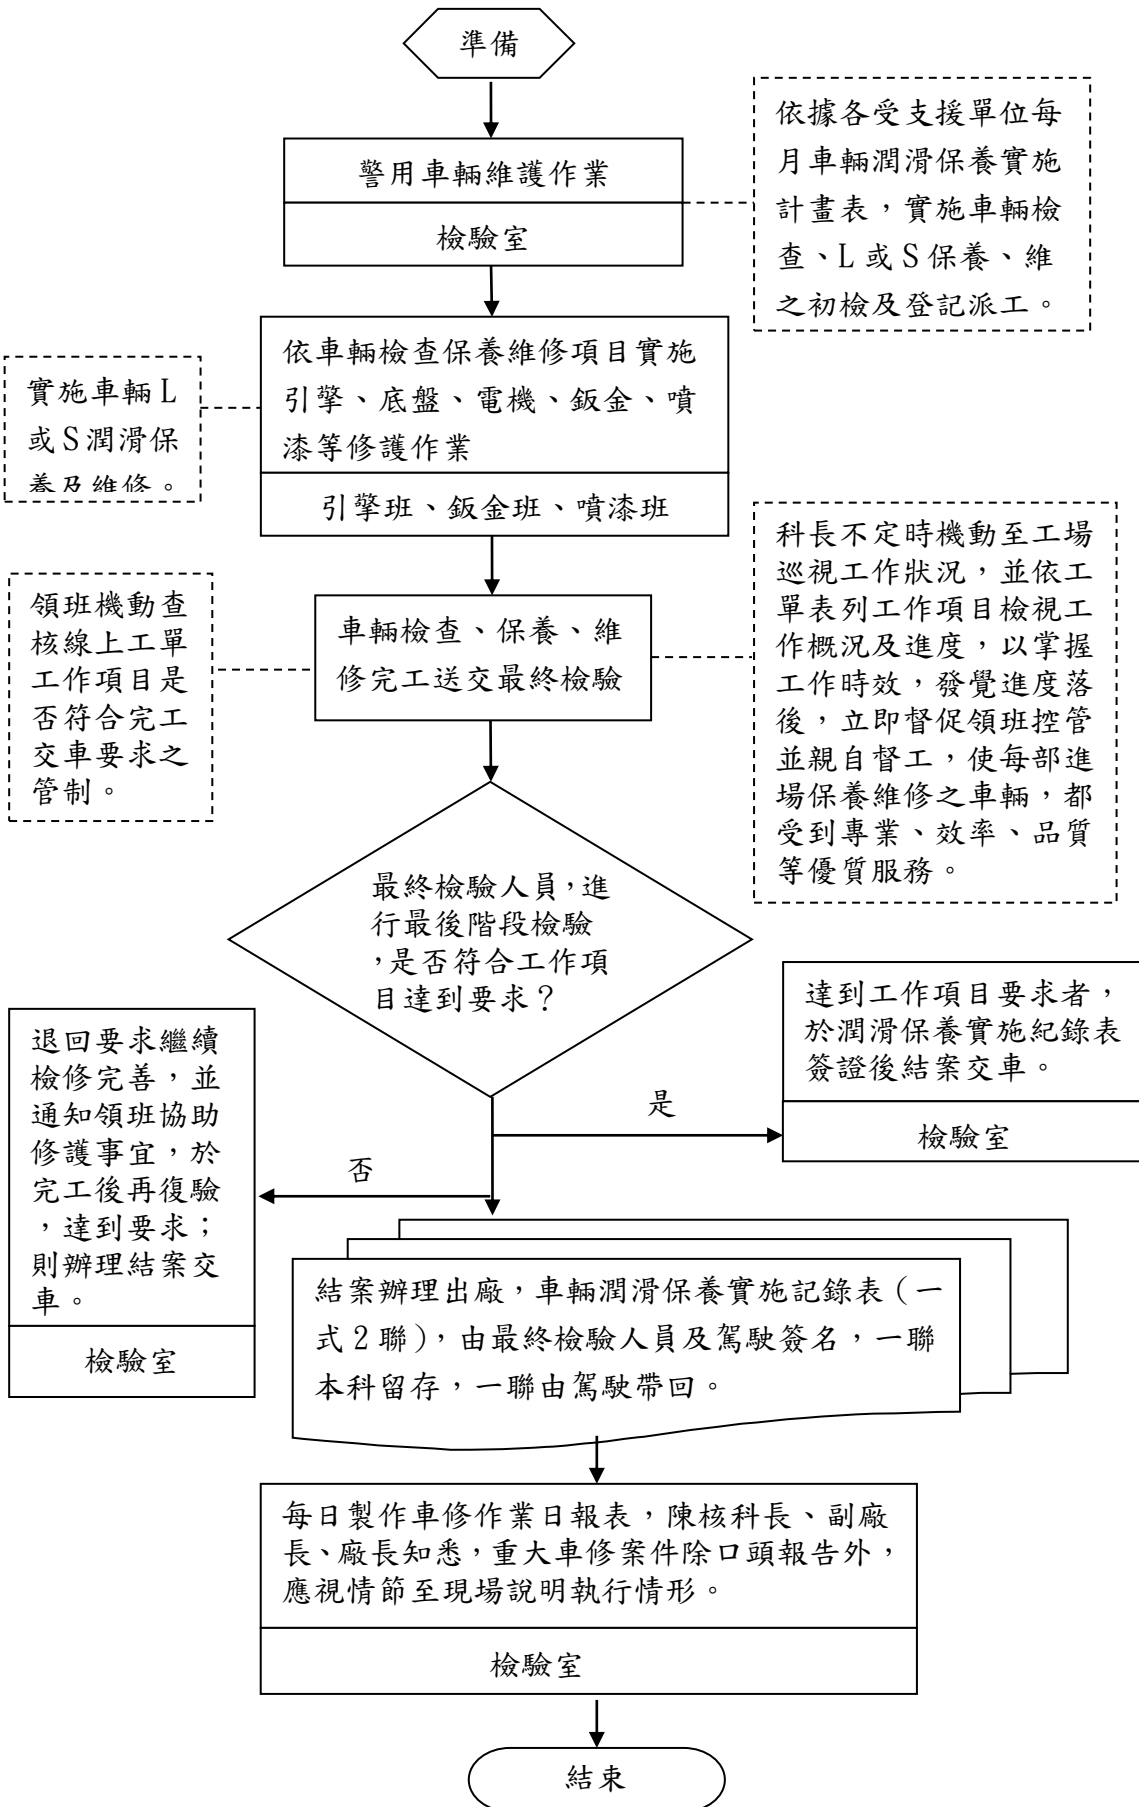 準備
警用車輛維護作業
檢驗室
依據各受支援單位每
月車輛潤滑保養實施
計畫表，實施車輛檢
查、L 或 S 保養、維
之初檢及登記派工。
依車輛檢查保養維修項目實施
引擎、底盤、電機、鈑金、噴
漆等修護作業
引擎班、鈑金班、噴漆班
實施車輛 L
或 S 潤滑保
養及維修。
車輛檢查、保養、維
修完工送交最終檢驗
領班機動查
核線上工單
工作項目是
否符合完工
交車要求之
管制。
科長不定時機動至工場
巡視工作狀況，並依工
單表列工作項目檢視工
作概況及進度，以掌握
工作時效，發覺進度落
後，立即督促領班控管
並親自督工，使每部進
場保養維修之車輛，都
受到專業、效率、品質
等優質服務。
最終檢驗人員，進
行最後階段檢驗
，是否符合工作項
目達到要求？
是
達到工作項目要求者，
於潤滑保養實施紀錄表
簽證後結案交車。
檢驗室
否
退回要求繼續
檢修完善，並
通知領班協助
修護事宜，於
完工後再復驗
，達到要求；
則辦理結案交
車。
檢驗室
結案辦理出廠，車輛潤滑保養實施記錄表（一
式 2 聯），由最終檢驗人員及駕駛簽名，一聯
本科留存，一聯由駕駛帶回。
每日製作車修作業日報表，陳核科長、副廠
長、廠長知悉，重大車修案件除口頭報告外，
應視情節至現場說明執行情形。
檢驗室
結束